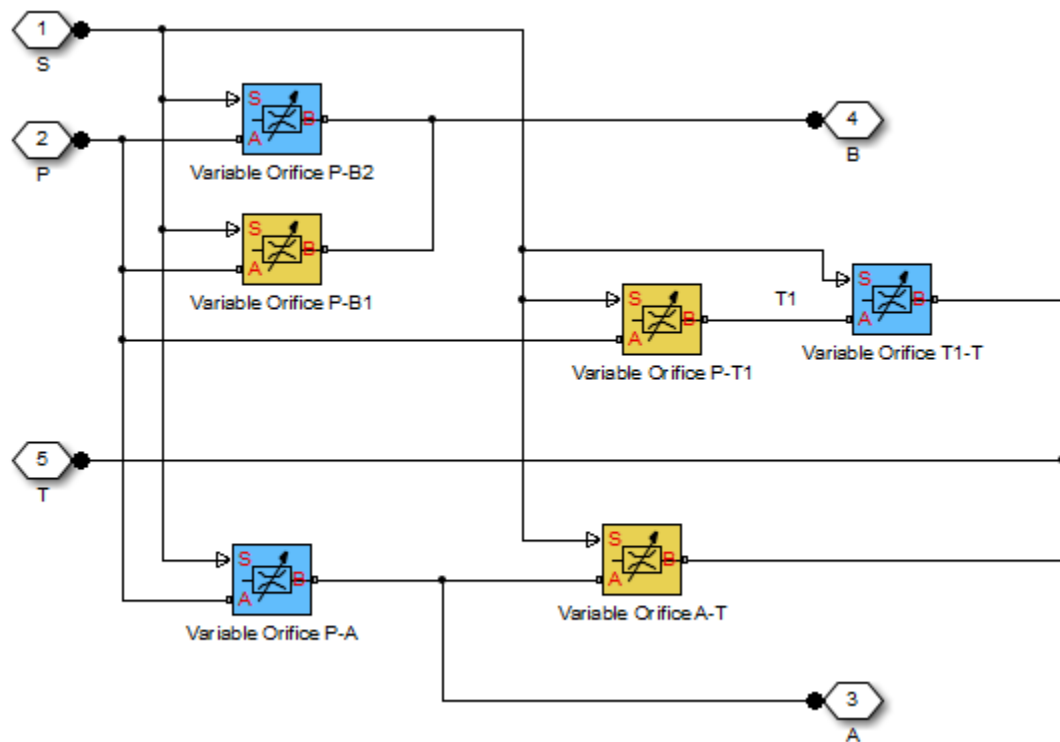 1
S
S
A
B
Variable Orifice P-B2
2
P
4
B
S
A
B
Variable Orifice P-B1
S
A
B
Variable Orifice P-T1
T1
S
A
B
Variable Orifice T1-T
5
T
S
A
B
Variable Orifice P-A
S
A
B
Variable Orifice A-T
3
A